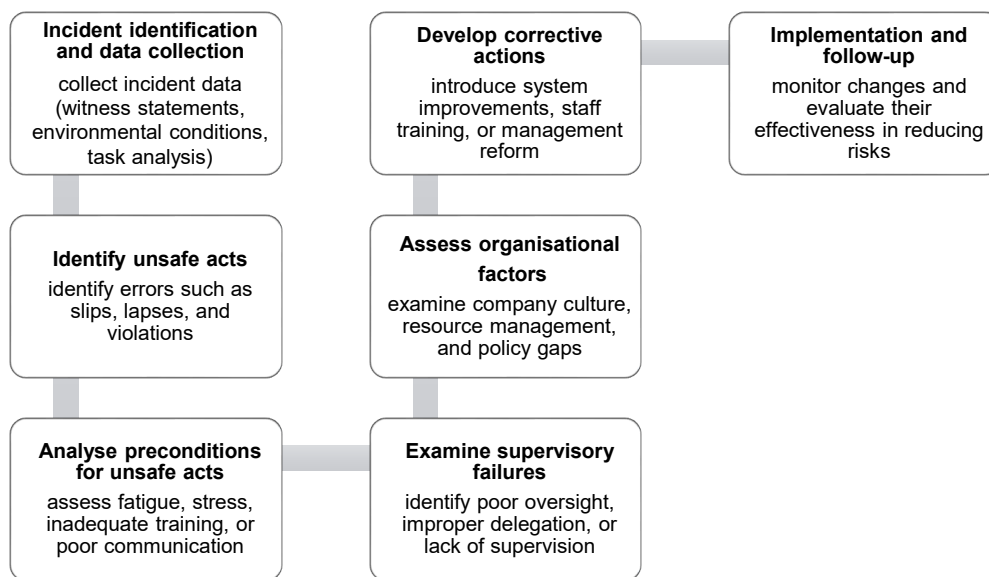 Incident identification
and data collection
collect incident data
(witness statements,
environmental conditions,
task analysis)
Identify unsafe acts
identify errors such as
slips, lapses, and
violations
Analyse preconditions
for unsafe acts
assess fatigue, stress,
inadequate training, or
poor communication
Examine supervisory
failures
identify poor oversight,
improper delegation, or
lack of supervision
Assess organisational
factors
examine company culture,
resource management,
and policy gaps
Develop corrective
actions
introduce system
improvements, staff
training, or management
reform
Implementation and
follow-up
monitor changes and
evaluate their
effectiveness in reducing
risks